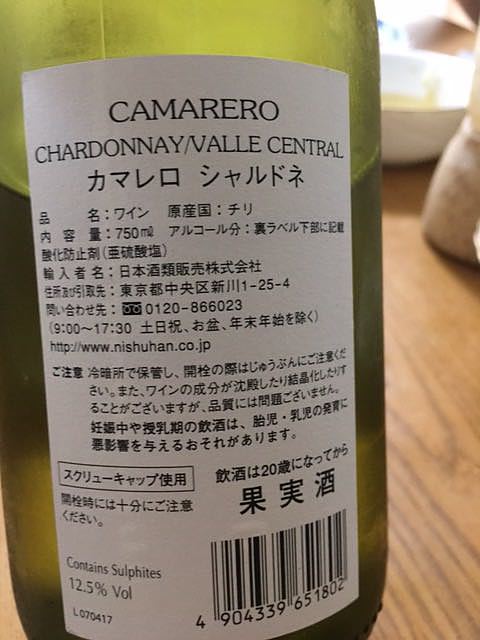 CAMARERO
CHARDONNAY/VALLE CENTRAL
カマレロ シャルドネ
品 名：ワイン 原産国：チリ
内 容 量：750㎖ アルコール分：裏ラベル下部に記載
酸化防止剤（亜硫酸塩）
輸入者名：日本酒類販売株式会社
住所及び引取先：東京都中央区新川1-25-4
問い合わせ先：0120-866023
（9:00～17:30 土日祝、お盆、年末年始を除く）
http://www.nishuhan.co.jp
ご注意 冷暗所で保管し、開栓の際はじゅうぶんにご注意くだ
さい。また、ワインの成分が沈殿したり結晶化したりす
ることがございますが、品質には問題ございません。
妊娠中や授乳期の飲酒は、胎児・乳児の発育に
悪影響を与えるおそれがあります。
スクリューキャップ使用
開栓時には十分にご注意
ください。
飲酒は20歳になってから
果実酒
Contains Sulphites
12.5% Vol
L070417
4 904339 651802